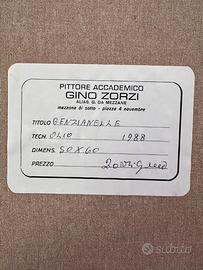 PITTORE ACCADEMICO
GINO ZORZI
ALIAS. G. DA MEZZANE
mezzane di sotto - piazza 4 novembre
TITOLO GENZIANELLE
TECN. OLIO 1988
DIMENS. 50X60
PREZZO
subito